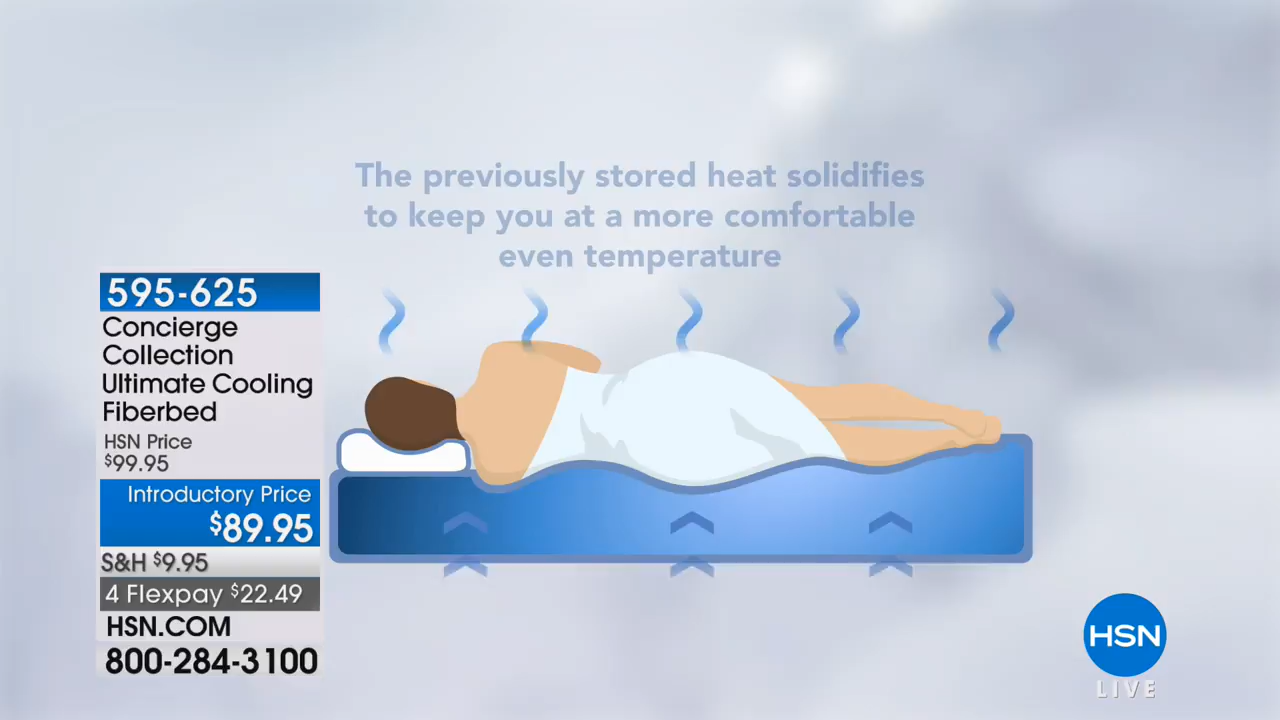 The previously stored heat solidifies
to keep you at a more comfortable
even temperature
595-625
Concierge
Collection
Ultimate Cooling
Fiberbed
HSN Price
$99.95
Introductory Price
$89.95
S&H $9.95
4 Flexpay $22.49
HSN.COM
800-284-3100
HSN
LIVE